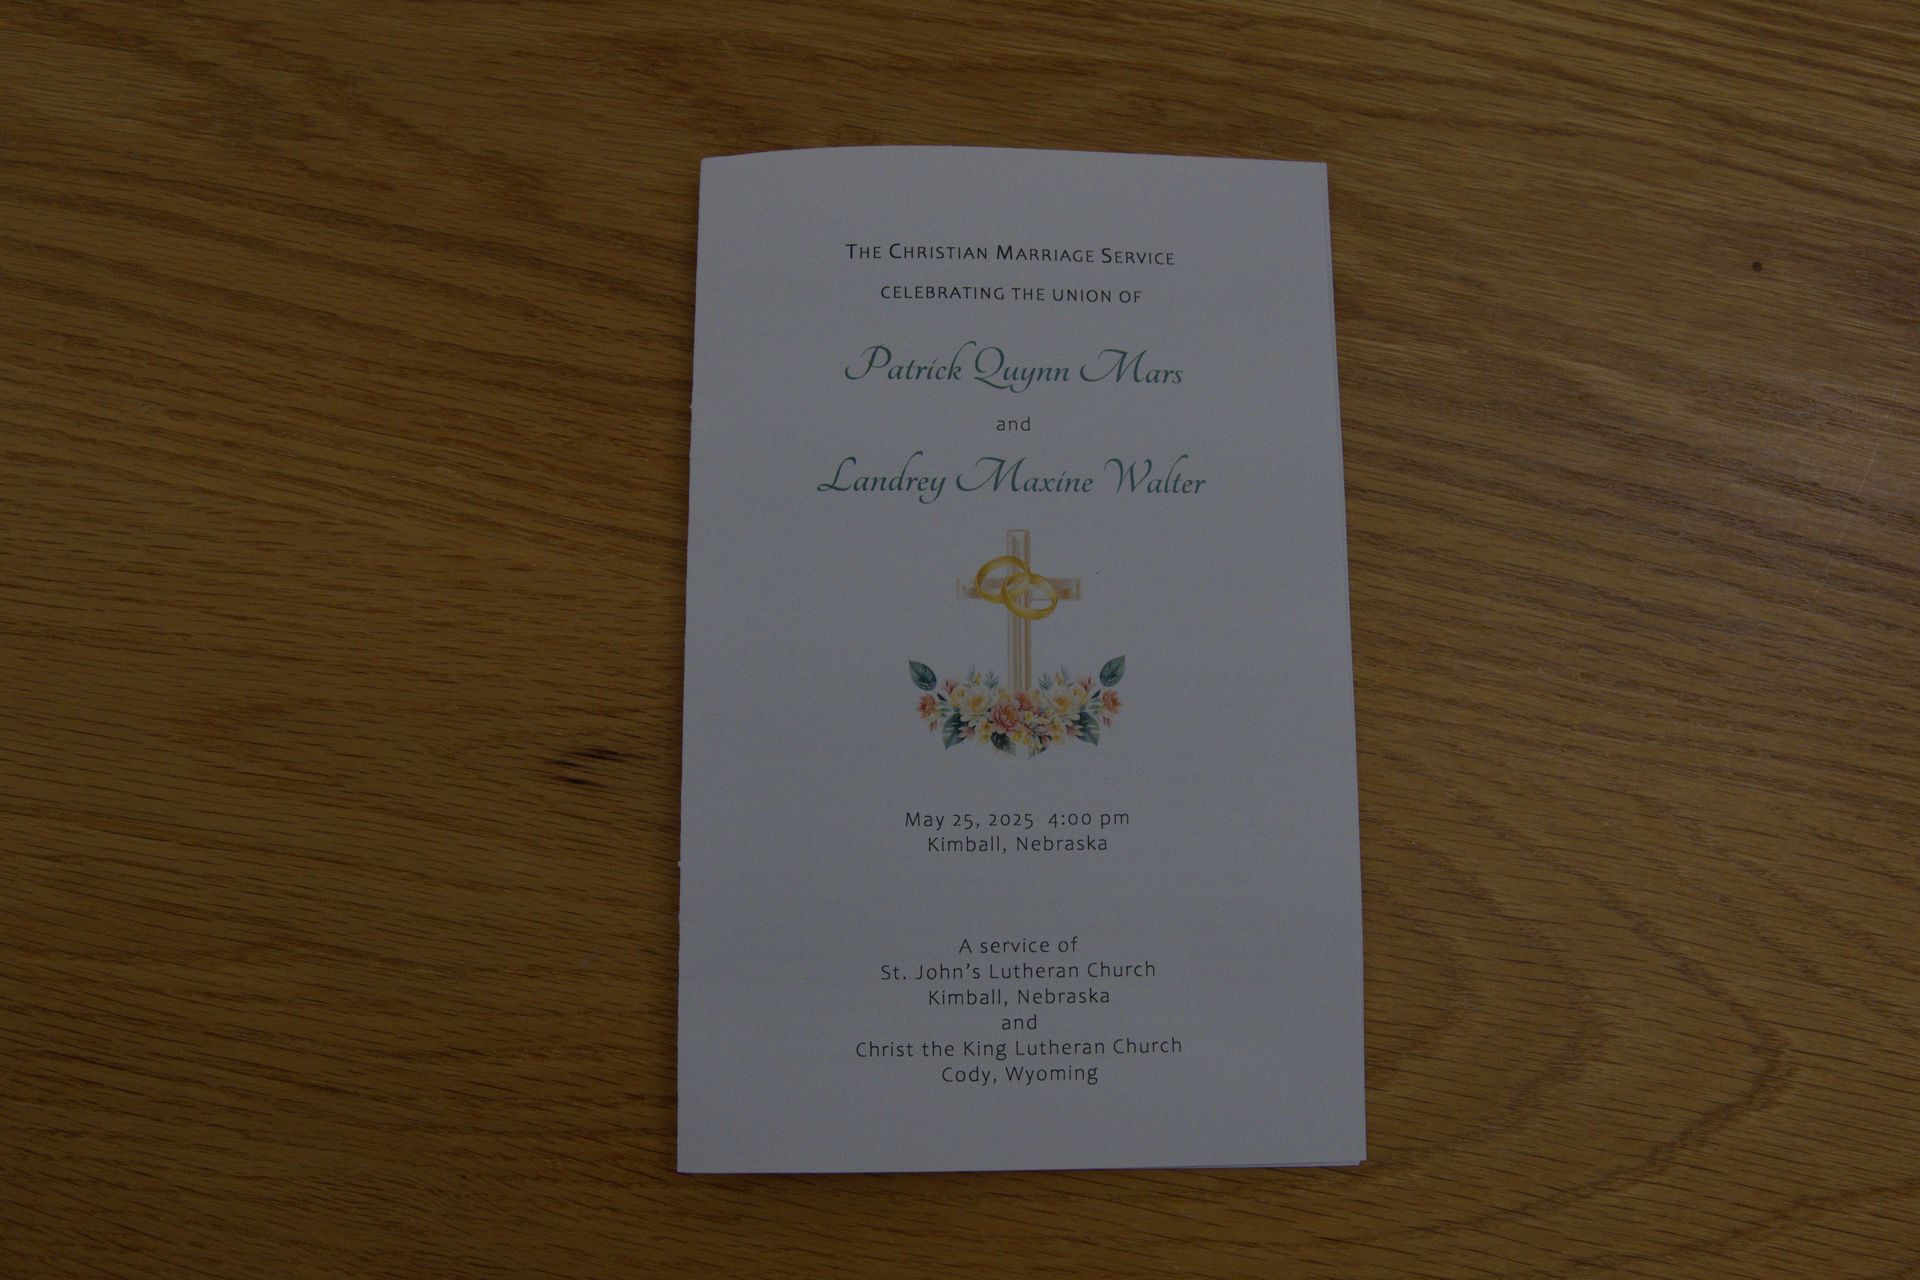 THE CHRISTIAN MARRIAGE SERVICE
CELEBRATING THE UNION OF
Patrick Quynn Mars
and
Landrey Maxine Walter
May 25, 2025 4:00 pm
Kimball, Nebraska
A service of
St. John's Lutheran Church
Kimball, Nebraska
and
Christ the King Lutheran Church
Cody, Wyoming